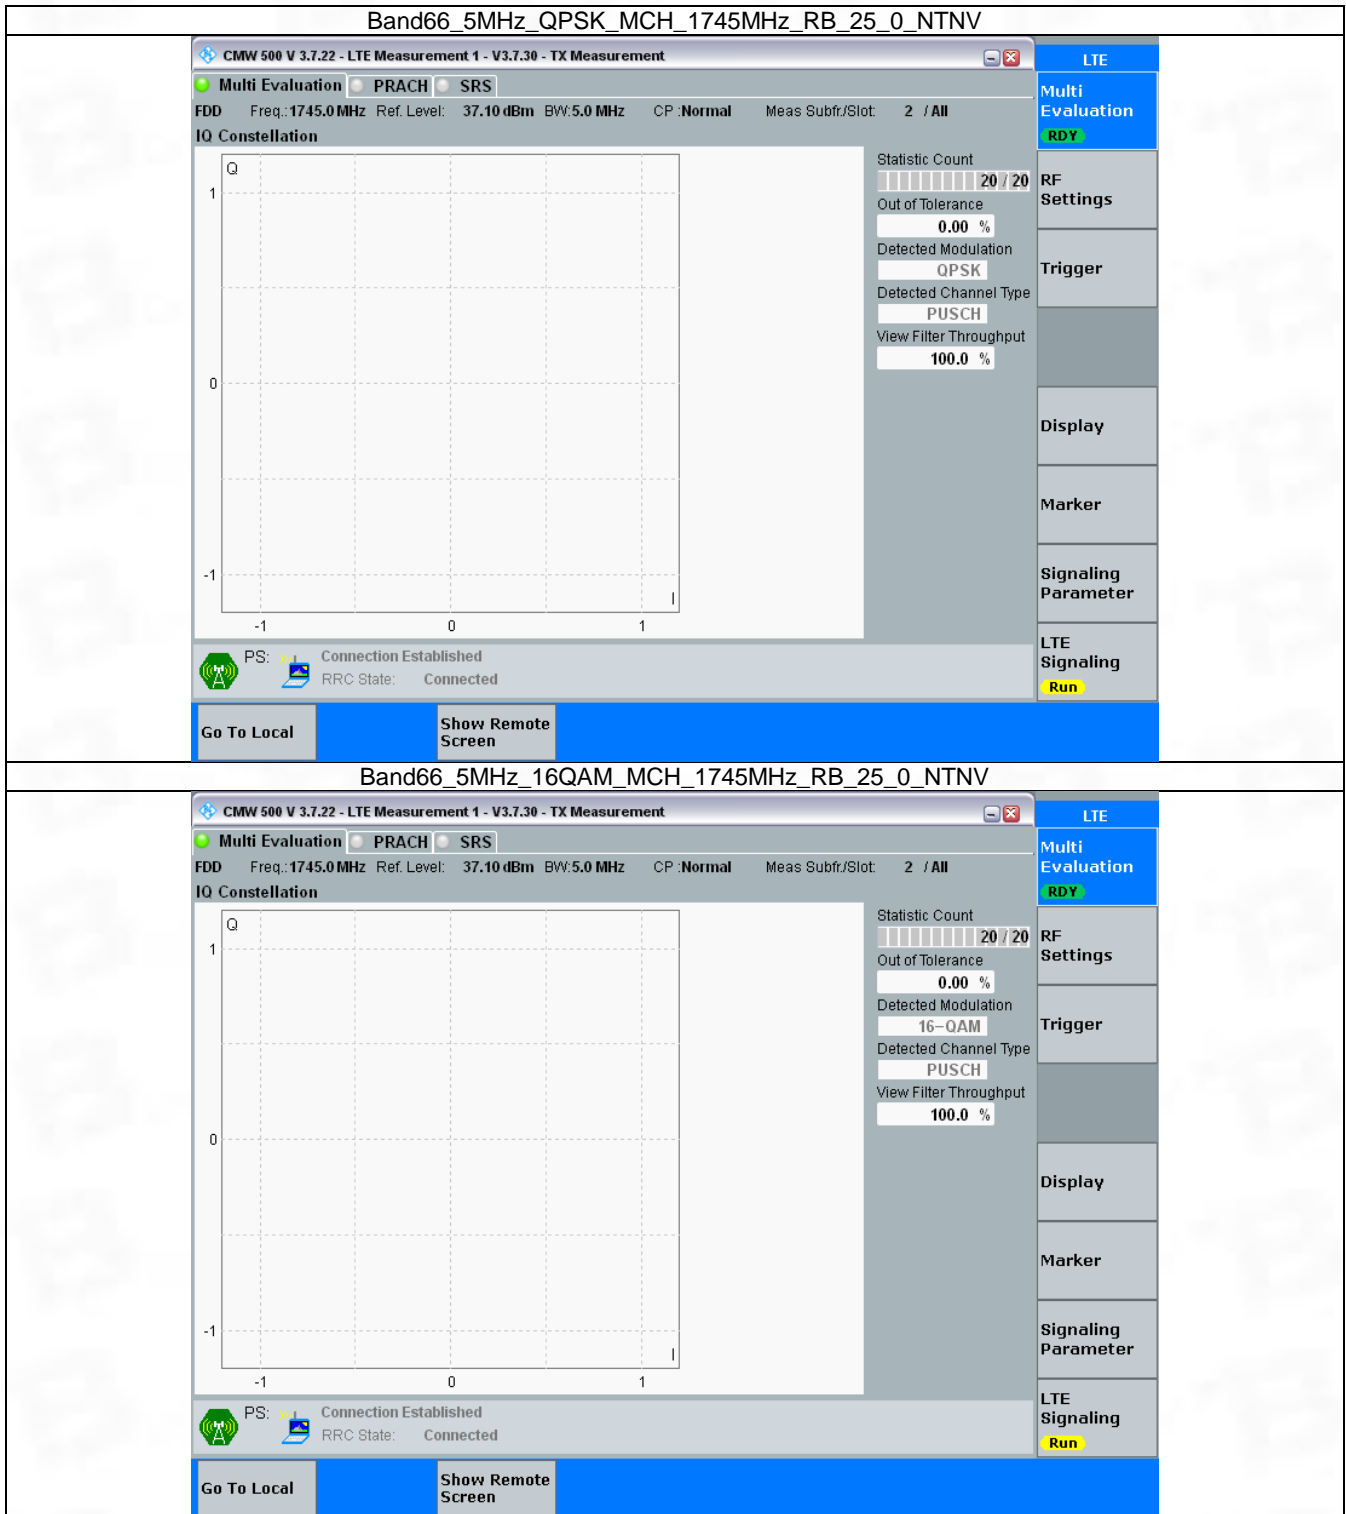 Band66_5MHz_QPSK_MCH_1745MHz_RB_25_0_NTNV
CMW 500 V 3.7.22 - LTE Measurement 1 - V3.7.30 - TX Measurement
LTE
Multi Evaluation PRACH SRS
FDD Freq.:1745.0 MHz Ref. Level: 37.10 dBm BW:5.0 MHz CP :Normal Meas Subfr./Slot: 2 / All
IQ Constellation
Multi
Evaluation
RDY
Q
1
0
-1
I
-1 0 1
Statistic Count
20 / 20
Out of Tolerance
0.00 %
Detected Modulation
QPSK
Detected Channel Type
PUSCH
View Filter Throughput
100.0 %
RF
Settings
Trigger
Display
Marker
Signaling
Parameter
LTE
Signaling
Run
PS: Connection Established
RRC State: Connected
Go To Local
Show Remote
Screen
Band66_5MHz_16QAM_MCH_1745MHz_RB_25_0_NTNV
CMW 500 V 3.7.22 - LTE Measurement 1 - V3.7.30 - TX Measurement
LTE
Multi Evaluation PRACH SRS
FDD Freq.:1745.0 MHz Ref. Level: 37.10 dBm BW:5.0 MHz CP :Normal Meas Subfr./Slot: 2 / All
IQ Constellation
Multi
Evaluation
RDY
Q
1
0
-1
I
-1 0 1
Statistic Count
20 / 20
Out of Tolerance
0.00 %
Detected Modulation
16-QAM
Detected Channel Type
PUSCH
View Filter Throughput
100.0 %
RF
Settings
Trigger
Display
Marker
Signaling
Parameter
LTE
Signaling
Run
PS: Connection Established
RRC State: Connected
Go To Local
Show Remote
Screen